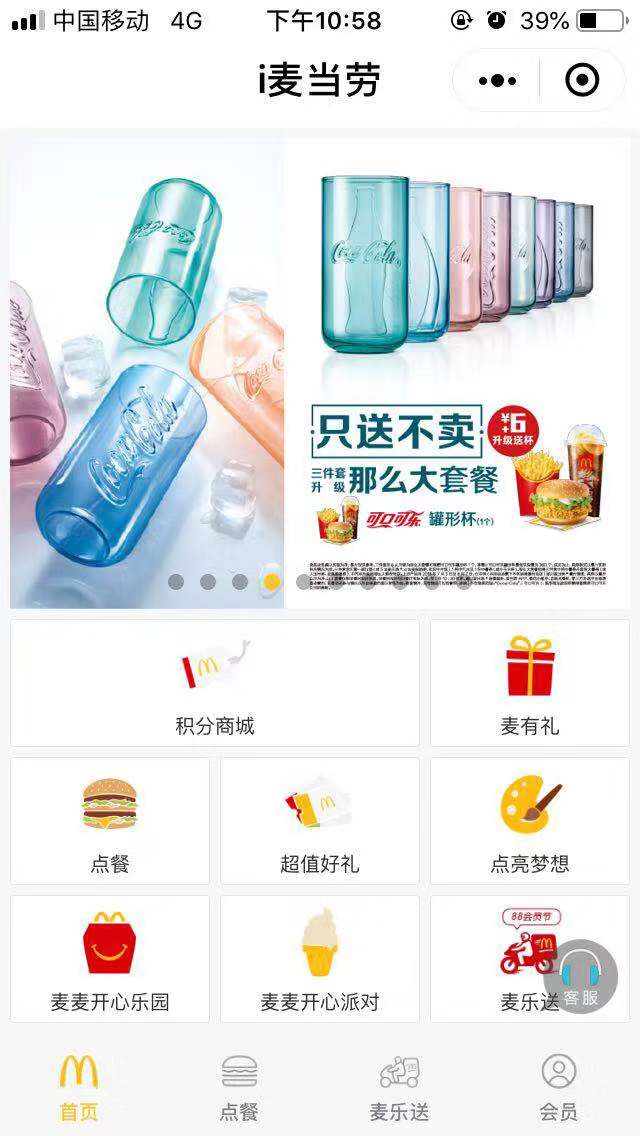 中国移动 4G 下午10:58 39%
i麦当劳
Coca-Cola
Coca-Cola
Coca-Cola
只送不卖
¥6
+
升级送杯
三件套
升级
那么大套餐
可口可乐 罐形杯(1个)
积分商城
麦有礼
点餐
超值好礼
点亮梦想
88会员节
麦麦开心乐园
麦麦开心派对
麦乐送
客服
首页
点餐
麦乐送
会员